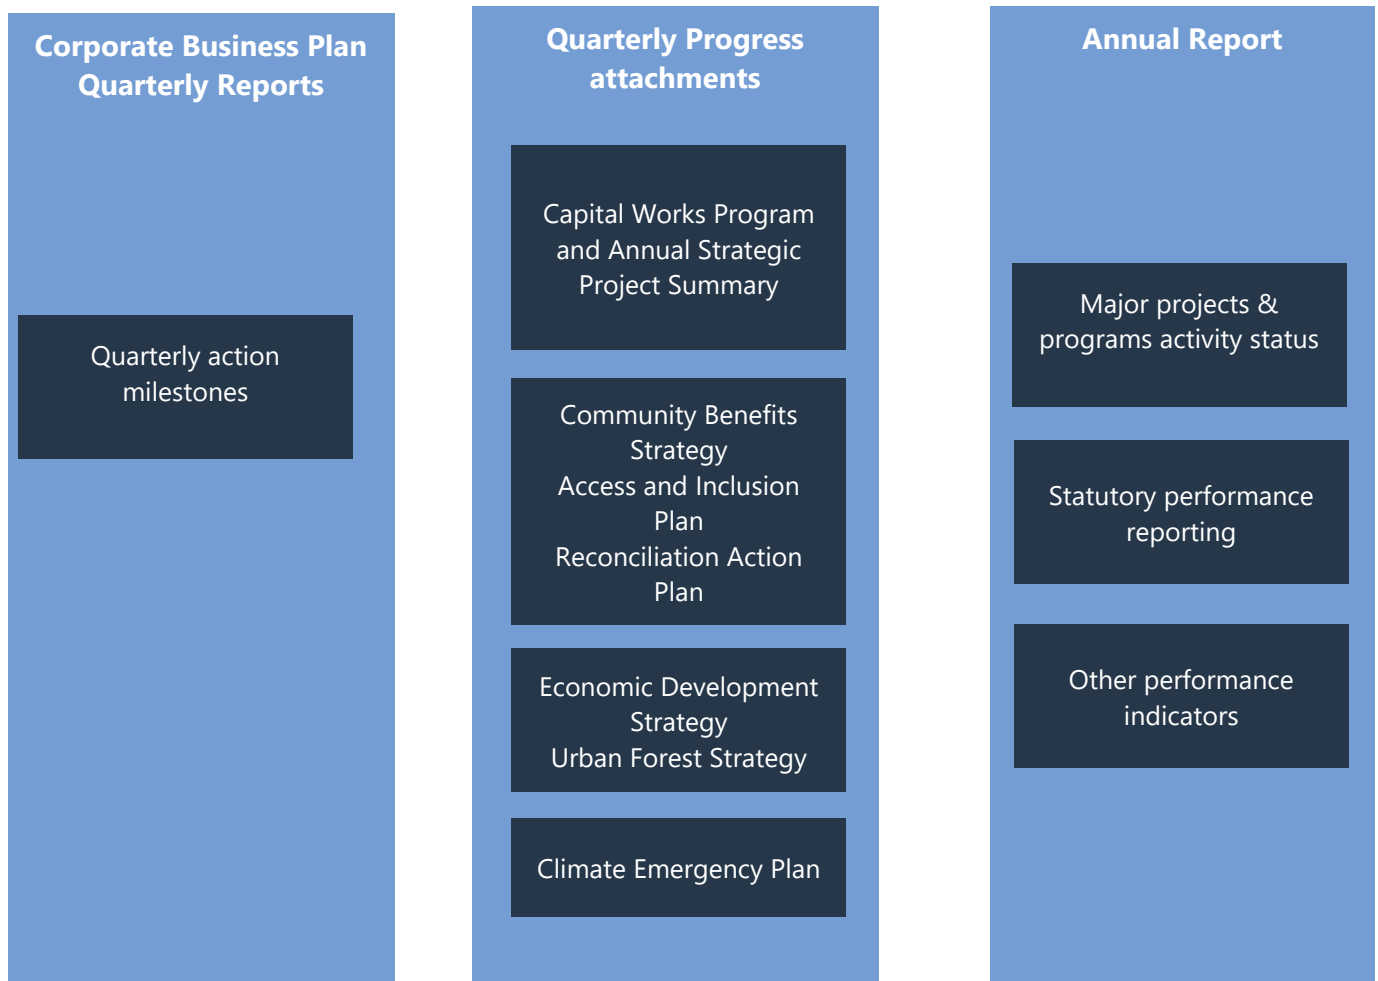 Corporate Business Plan
Quarterly Reports
Quarterly action
milestones
Quarterly Progress
attachments
Capital Works Program
and Annual Strategic
Project Summary
Community Benefits
Strategy
Access and Inclusion
Plan
Reconciliation Action
Plan
Economic Development
Strategy
Urban Forest Strategy
Climate Emergency Plan
Annual Report
Major projects &
programs activity status
Statutory performance
reporting
Other performance
indicators